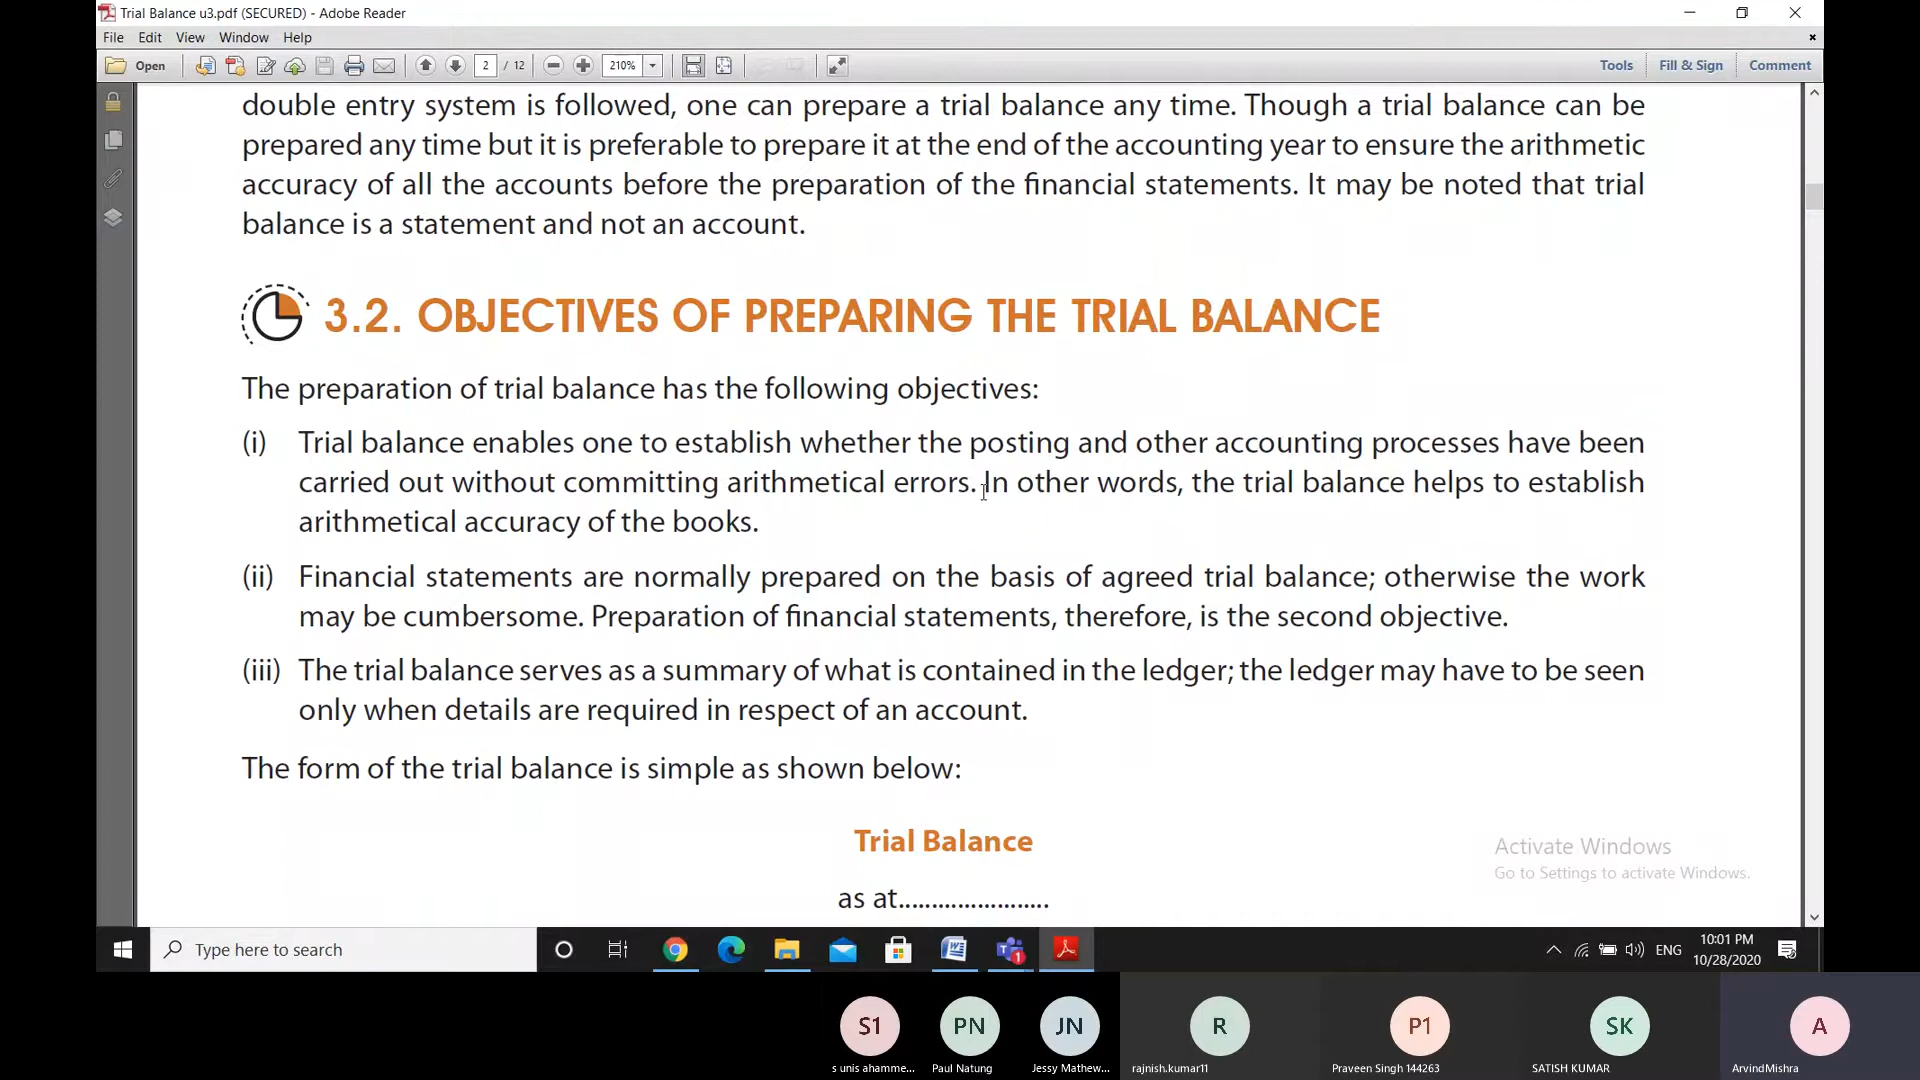 Trial Balance u3.pdf (SECURED) - Adobe Reader
File Edit View Window Help
Open 2 / 12 210% Tools Fill & Sign Comment
double entry system is followed, one can prepare a trial balance any time. Though a trial balance can be
prepared any time but it is preferable to prepare it at the end of the accounting year to ensure the arithmetic
accuracy of all the accounts before the preparation of the financial statements. It may be noted that trial
balance is a statement and not an account.
3.2. OBJECTIVES OF PREPARING THE TRIAL BALANCE
The preparation of trial balance has the following objectives:
(i) Trial balance enables one to establish whether the posting and other accounting processes have been
carried out without committing arithmetical errors. In other words, the trial balance helps to establish
arithmetical accuracy of the books.
(ii) Financial statements are normally prepared on the basis of agreed trial balance; otherwise the work
may be cumbersome. Preparation of financial statements, therefore, is the second objective.
(iii) The trial balance serves as a summary of what is contained in the ledger; the ledger may have to be seen
only when details are required in respect of an account.
The form of the trial balance is simple as shown below:
Trial Balance
as at......................
Activate Windows
Go to Settings to activate Windows.
Type here to search
1
ENG
10:01 PM
10/28/2020
S1 PN JN R P1 SK A
s unis ahamme... Paul Natung Jessy Mathew... rajnish.kumar11 Praveen Singh 144263 SATISH KUMAR ArvindMishra